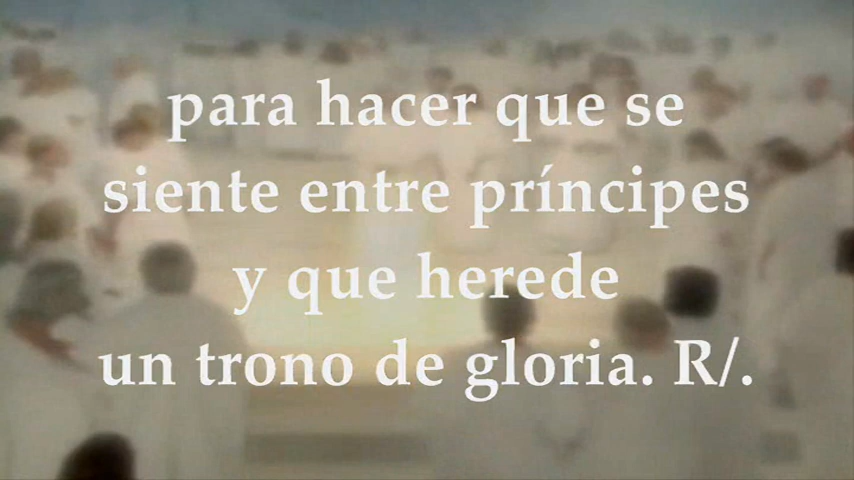 para hacer que se
siente entre príncipes
y que herede
un trono de gloria. R/.